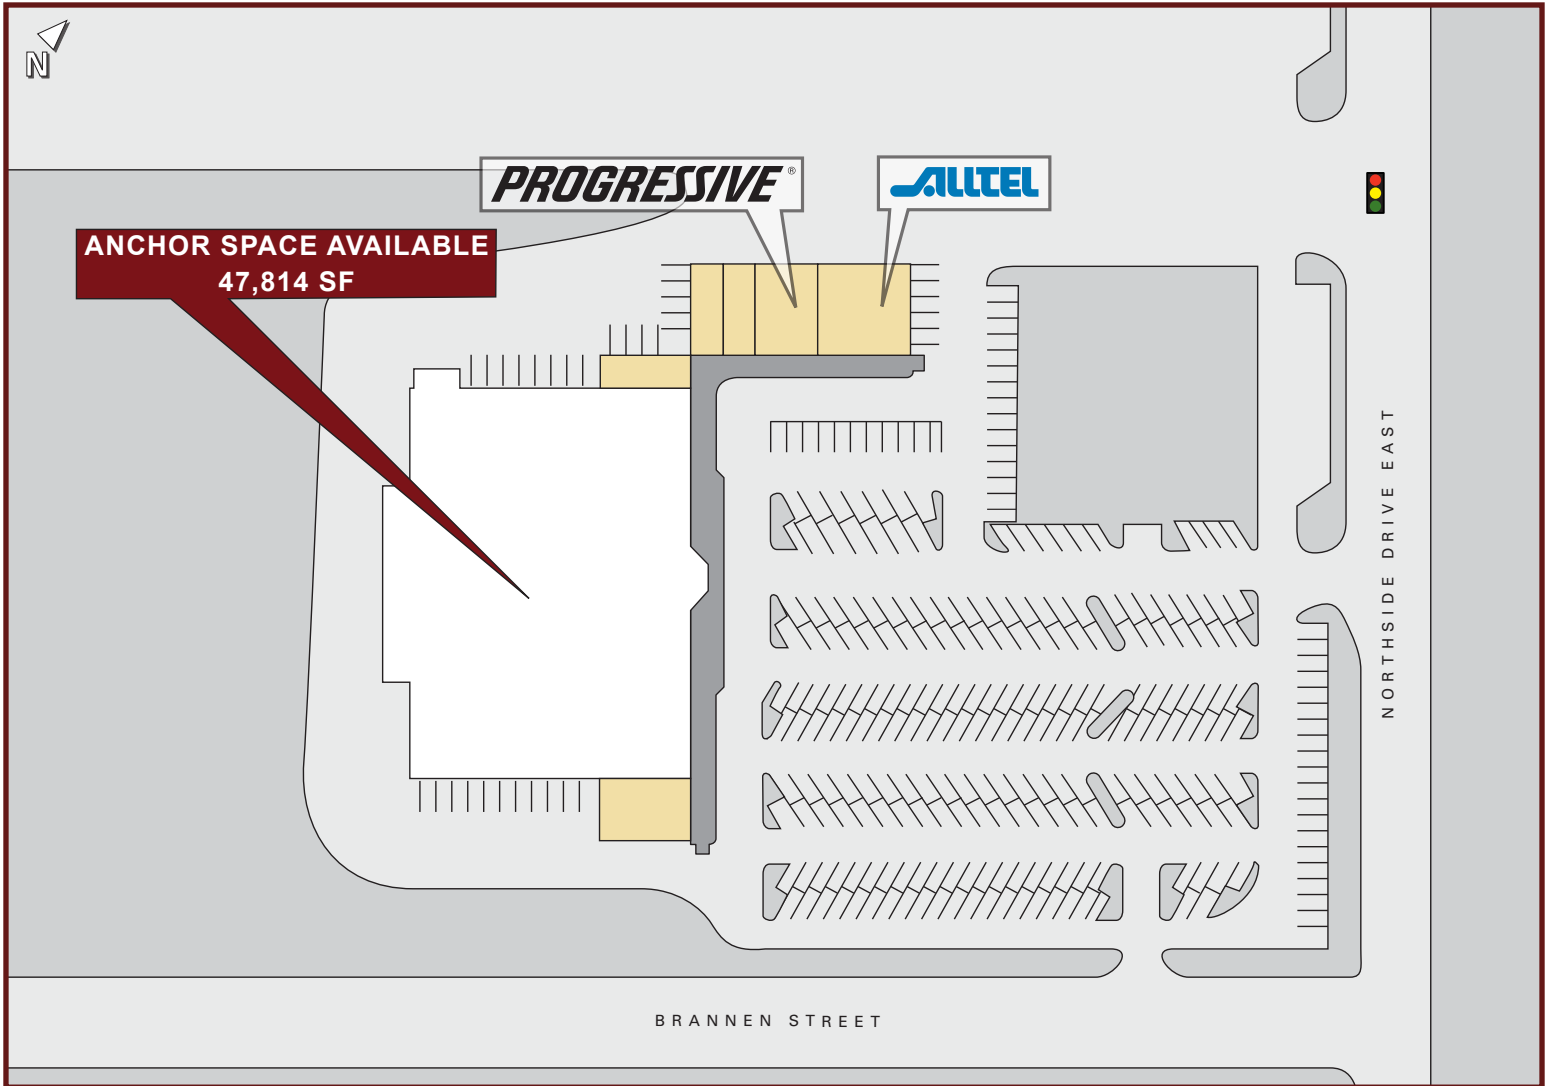 N
PROGRESSIVE®
ALLTEL
ANCHOR SPACE AVAILABLE
47,814 SF
NORTHSIDE DRIVE EAST
BRANNEN STREET